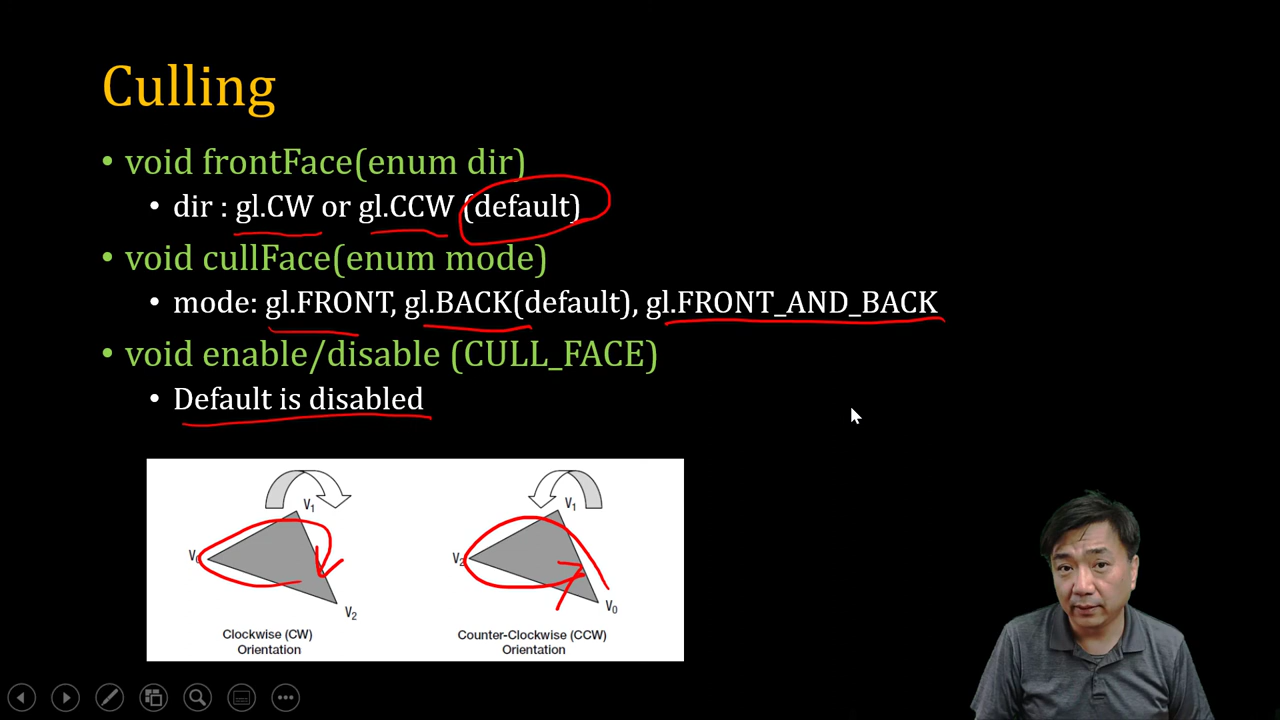 Culling
• void frontFace(enum dir)
• dir : gl.CW or gl.CCW (default)
• void cullFace(enum mode)
• mode: gl.FRONT, gl.BACK(default), gl.FRONT_AND_BACK
• void enable/disable (CULL_FACE)
• Default is disabled
V1
V0
V2
Clockwise (CW)
Orientation
V1
V2
V0
Counter-Clockwise (CCW)
Orientation